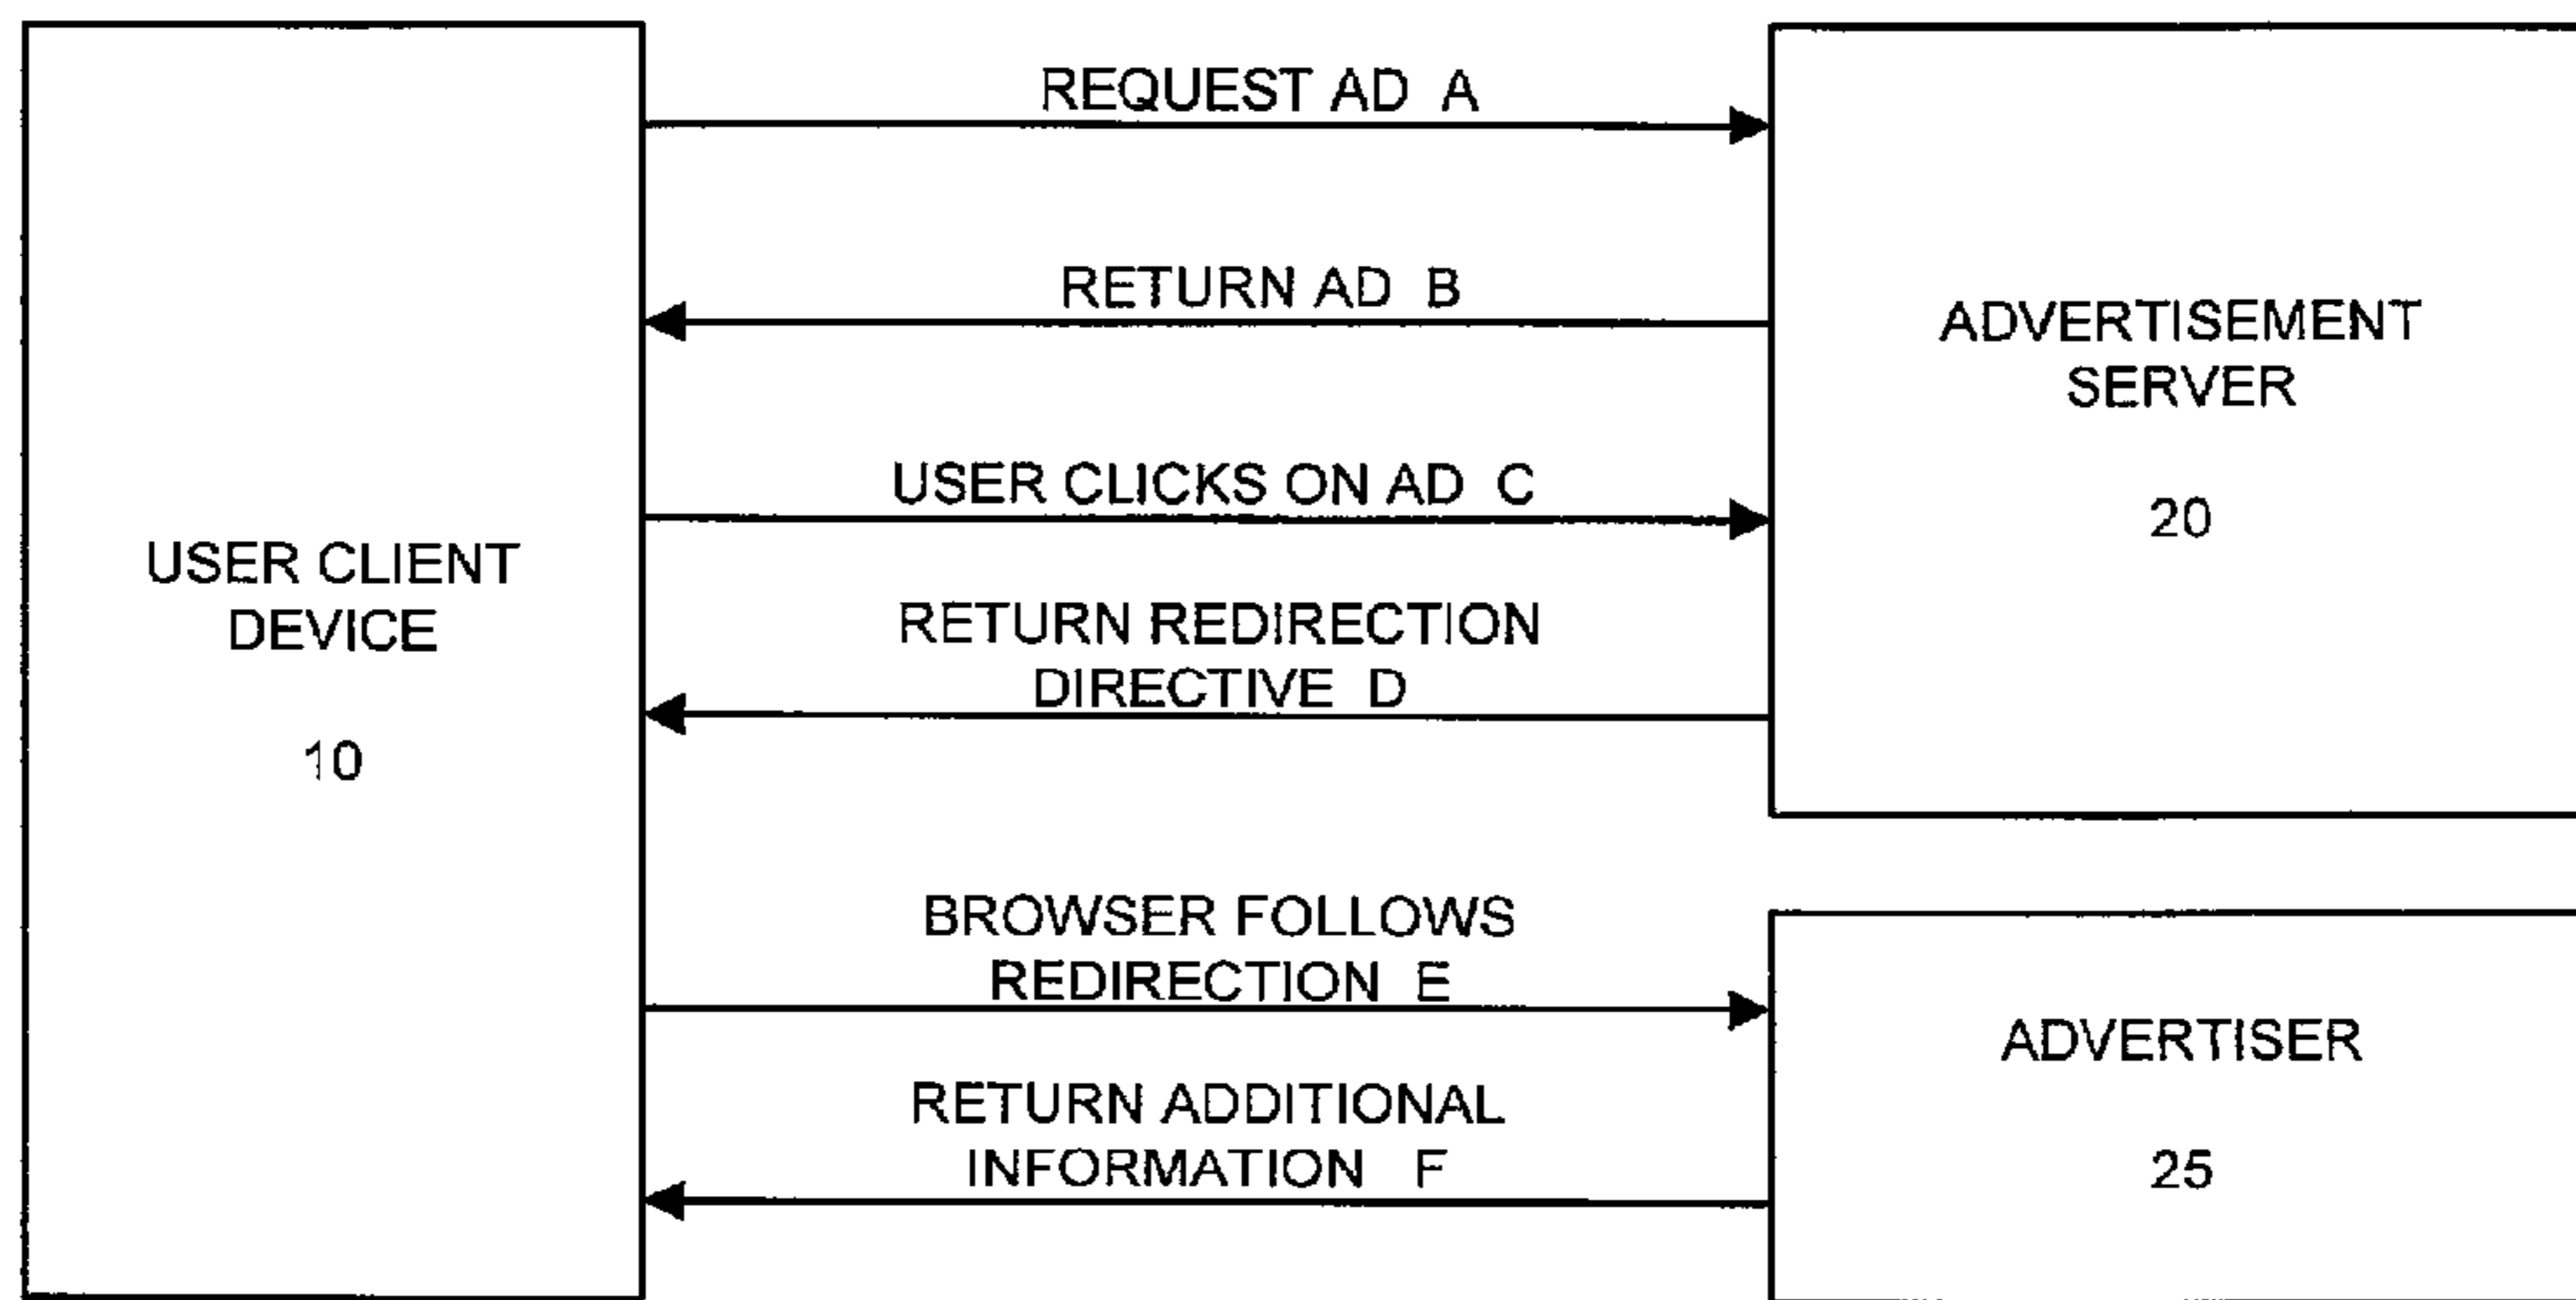 REQUEST AD A
RETURN AD B
USER CLICKS ON AD C
RETURN REDIRECTION
DIRECTIVE D
BROWSER FOLLOWS
REDIRECTION E
RETURN ADDITIONAL
INFORMATION F
USER CLIENT
DEVICE
10
ADVERTISEMENT
SERVER
20
ADVERTISER
25